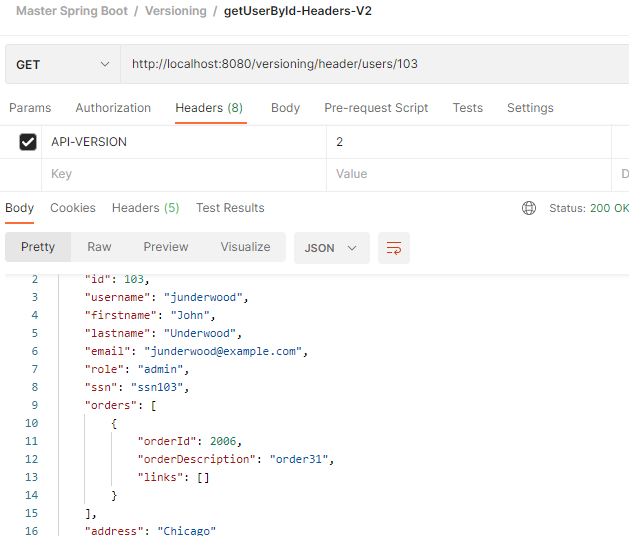 Master Spring Boot / Versioning / getUserById-Headers-V2
GET http://localhost:8080/versioning/header/users/103
Params Authorization Headers (8) Body Pre-request Script Tests Settings
API-VERSION 2
Key Value D
Body Cookies Headers (5) Test Results Status: 200 OK
Pretty Raw Preview Visualize JSON
2 "id": 103,
3 "username": "junderwood",
4 "firstname": "John",
5 "lastname": "Underwood",
6 "email": "junderwood@example.com",
7 "role": "admin",
8 "ssn": "ssn103",
9 "orders": [
10 {
11 "orderId": 2006,
12 "orderDescription": "order31",
13 "links": []
14 }
15 ],
16 "address": "Chicago"